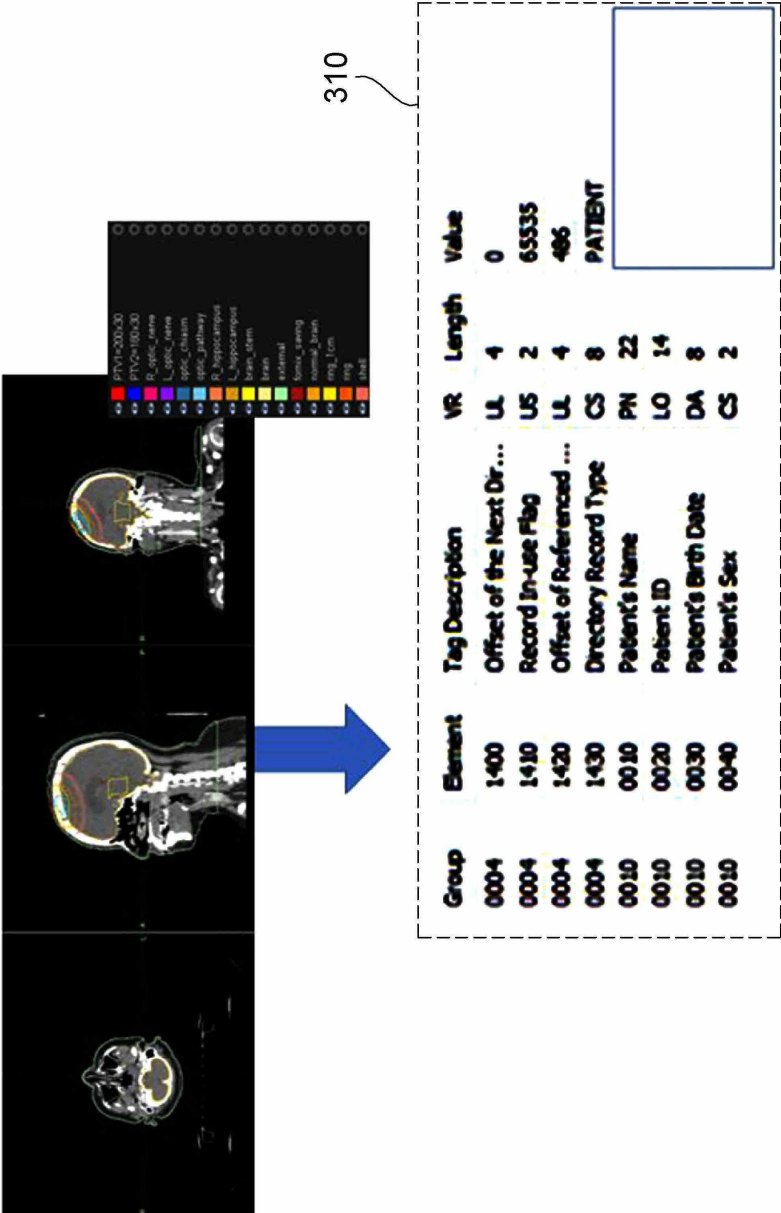 PTV1=200x30
PTV2=180x30
R_optic_nerve
L_optic_nerve
optic_chiasm
optic_pathway
R_hippocampus
L_hippocampus
brain_stem
brain
external
fornix_saving
normal_brain
ring_1cm
ring
shell
310
Group Element Tag Description VR Length Value
0004 1400 Offset of the Next Dir... UL 4 0
0004 1410 Record In-use Flag US 2 65535
0004 1420 Offset of Referenced ... UL 4 486
0004 1430 Directory Record Type CS 8 PATIENT
0010 0010 Patient's Name PN 22
0010 0020 Patient ID LO 14
0010 0030 Patient's Birth Date DA 8
0010 0040 Patient's Sex CS 2